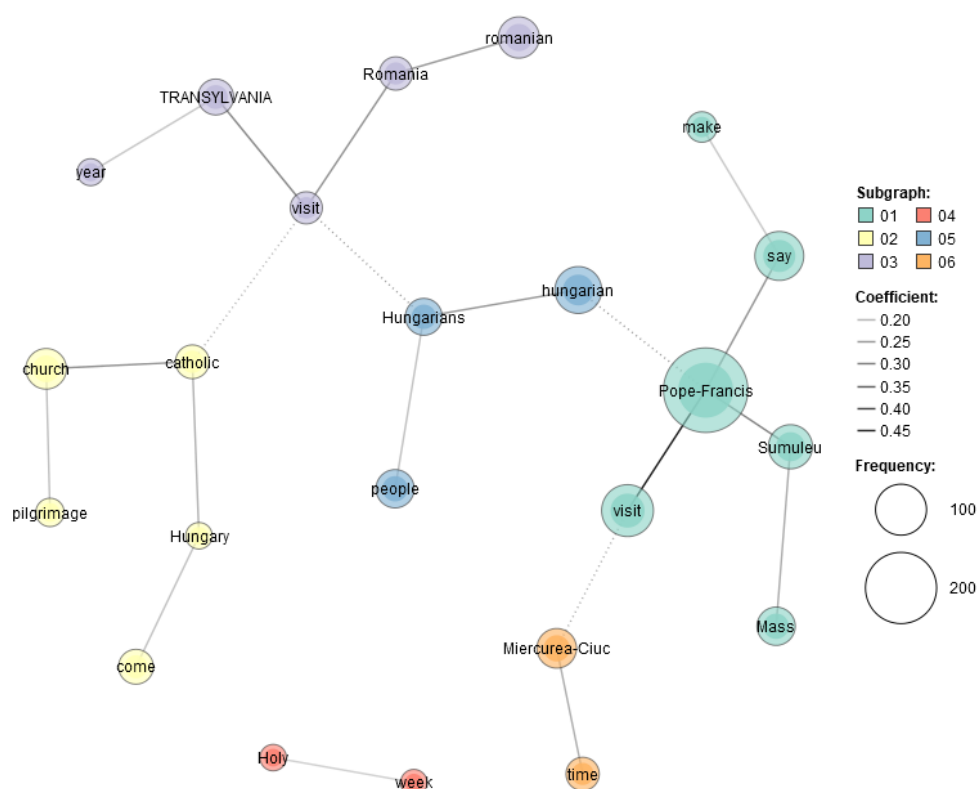 romanian
Romania
TRANSYLVANIA
year
visit
make
say
hungarian
Hungarians
Pope-Francis
church
catholic
Sumuleu
people
pilgrimage
visit
Hungary
Mass
Miercurea-Ciuc
come
Holy
week
time
Subgraph:
01 04
02 05
03 06
Coefficient:
0.20
0.25
0.30
0.35
0.40
0.45
Frequency:
100
200